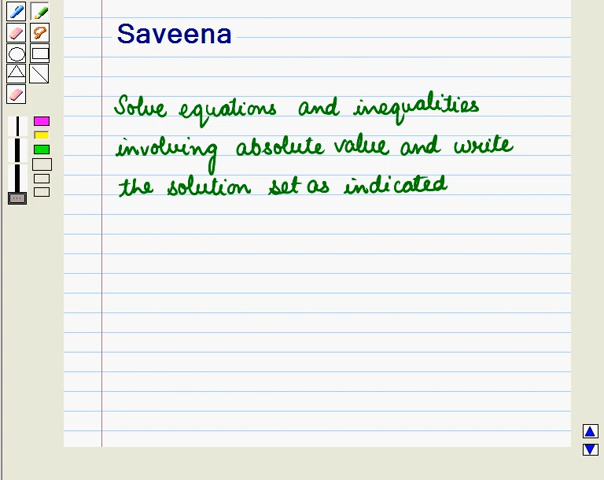 Saveena
Solve equations and inequalities
involving absolute value and write
the solution set as indicated